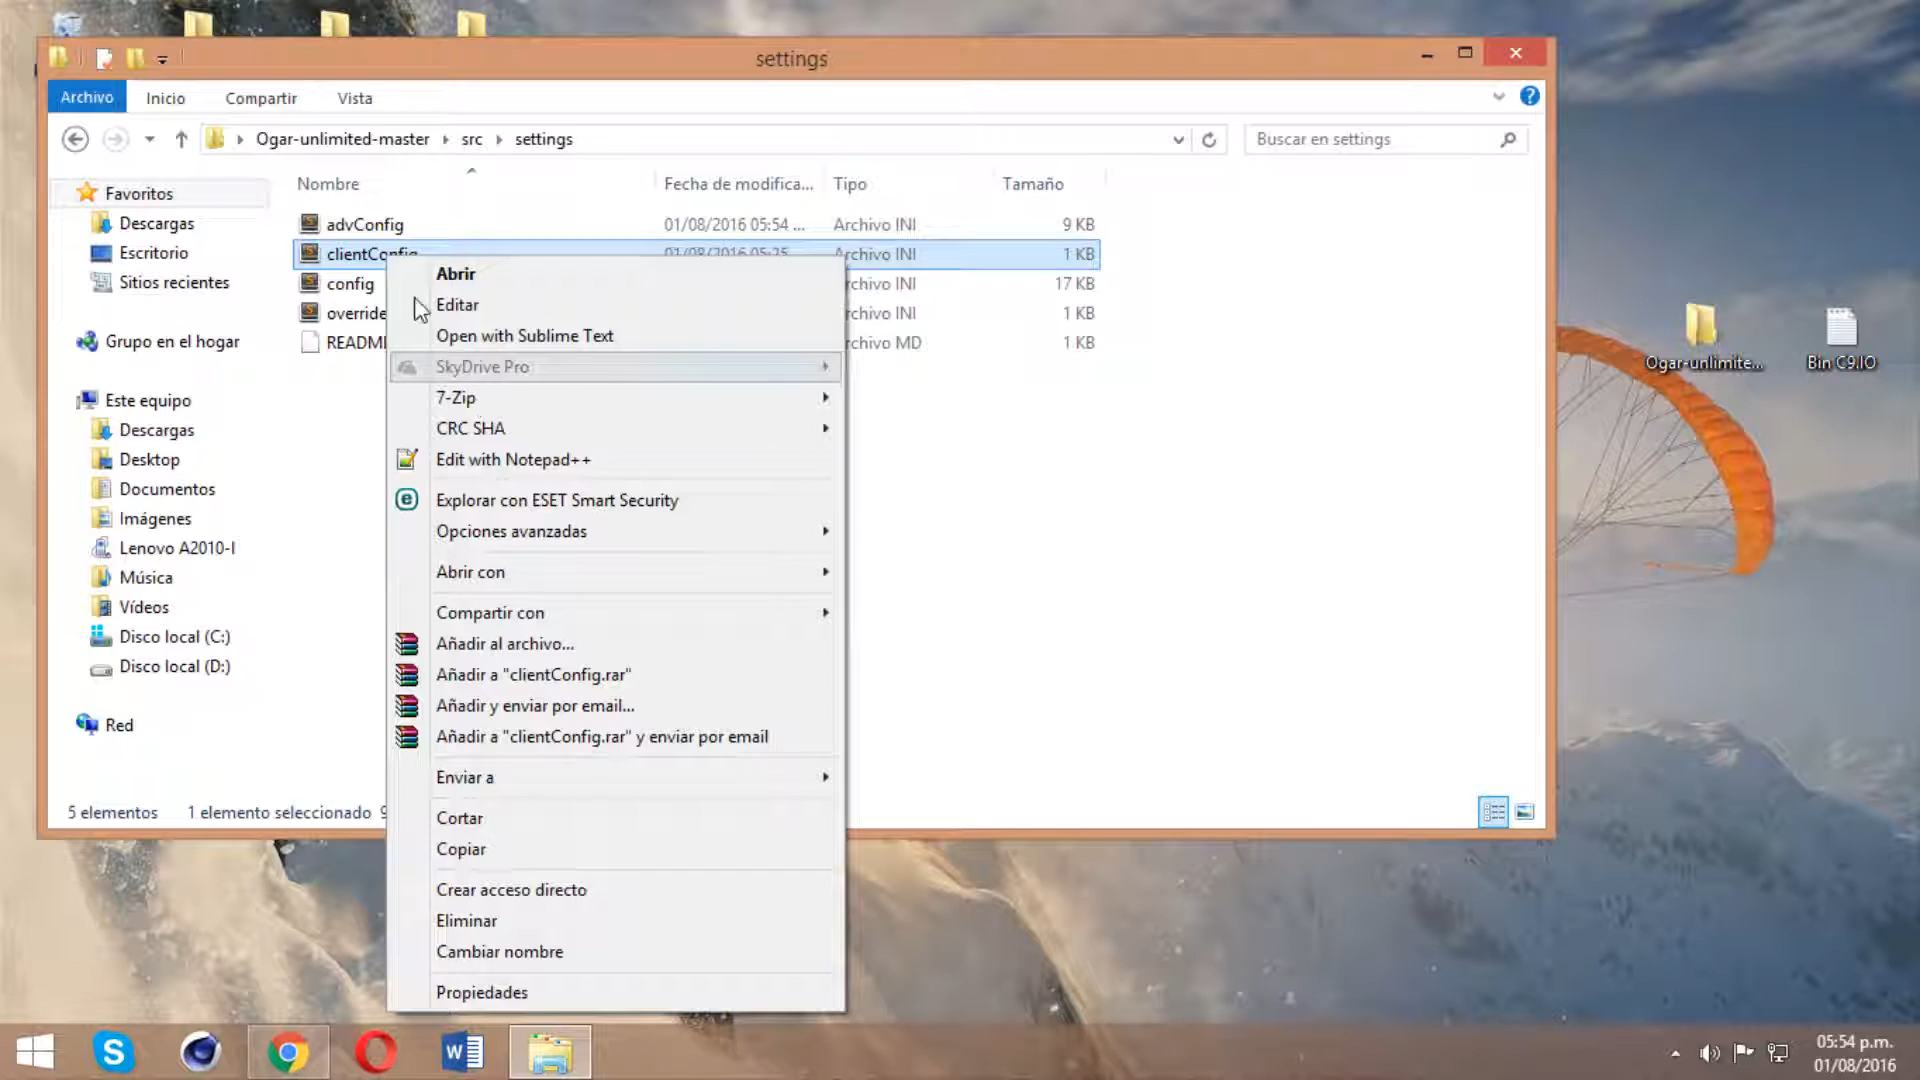 settings
Archivo Inicio Compartir Vista
Ogar-unlimited-master src settings
Buscar en settings
Nombre Fecha de modifica... Tipo Tamaño
Favoritos
Descargas
Escritorio
Sitios recientes
Grupo en el hogar
Este equipo
Descargas
Desktop
Documentos
Imágenes
Lenovo A2010-l
Música
Vídeos
Disco local (C:)
Disco local (D:)
Red
advConfig 01/08/2016 05:54 ... Archivo INI 9 KB
clientConfig 01/08/2016 05:25 Archivo INI 1 KB
config rchivo INI 17 KB
override rchivo INI 1 KB
README rchivo MD 1 KB
Abrir
Editar
Open with Sublime Text
SkyDrive Pro
7-Zip
CRC SHA
Edit with Notepad++
Explorar con ESET Smart Security
Opciones avanzadas
Abrir con
Compartir con
Añadir al archivo...
Añadir a "clientConfig.rar"
Añadir y enviar por email...
Añadir a "clientConfig.rar" y enviar por email
Enviar a
Cortar
Copiar
Crear acceso directo
Eliminar
Cambiar nombre
Propiedades
5 elementos 1 elemento seleccionado 9
Ogar-unlimite...
Bin C9.IO
05:54 p.m.
01/08/2016